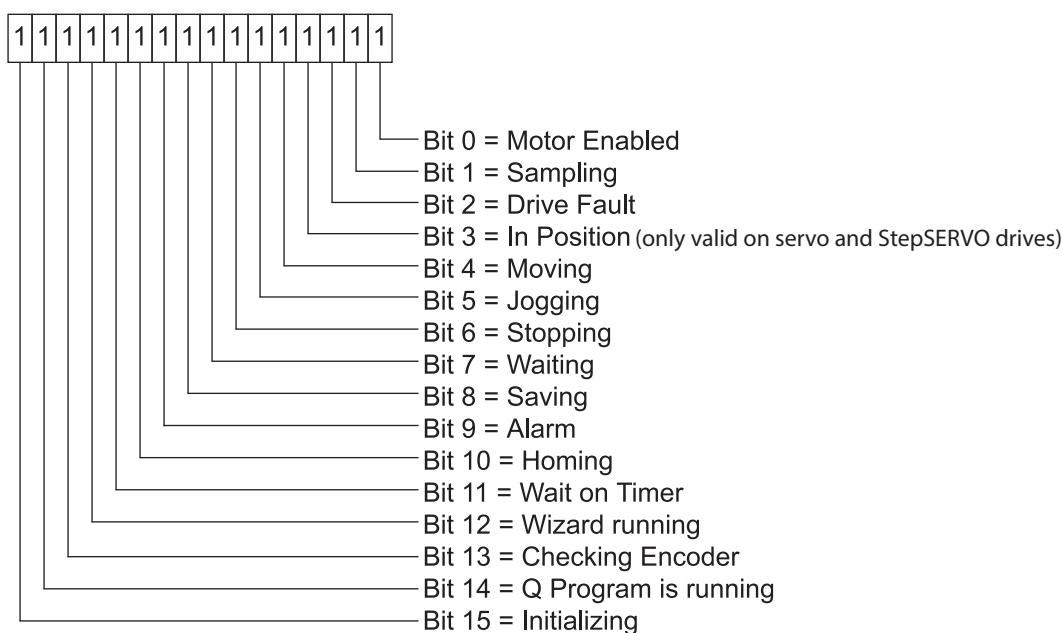 1 1 1 1 1 1 1 1 1 1 1 1 1 1 1 1
Bit 0 = Motor Enabled
Bit 1 = Sampling
Bit 2 = Drive Fault
Bit 3 = In Position (only valid on servo and StepSERVO drives)
Bit 4 = Moving
Bit 5 = Jogging
Bit 6 = Stopping
Bit 7 = Waiting
Bit 8 = Saving
Bit 9 = Alarm
Bit 10 = Homing
Bit 11 = Wait on Timer
Bit 12 = Wizard running
Bit 13 = Checking Encoder
Bit 14 = Q Program is running
Bit 15 = Initializing